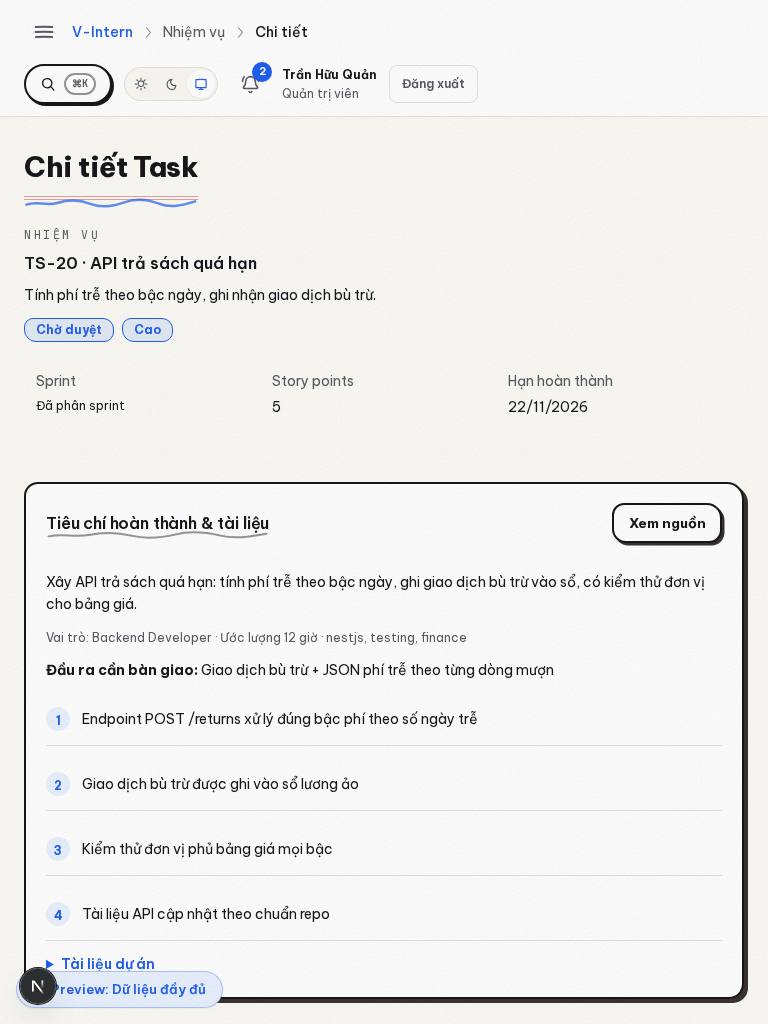 V-Intern > Nhiệm vụ > Chi tiết
⌘K
2
Trần Hữu Quản
Quản trị viên
Đăng xuất
Chi tiết Task
NHIỆM VỤ
TS-20 · API trả sách quá hạn
Tính phí trễ theo bậc ngày, ghi nhận giao dịch bù trừ.
Chờ duyệt Cao
Sprint Story points Hạn hoàn thành
Đã phân sprint 5 22/11/2026
Tiêu chí hoàn thành & tài liệu
Xem nguồn
Xây API trả sách quá hạn: tính phí trễ theo bậc ngày, ghi giao dịch bù trừ vào sổ, có kiểm thử đơn vị
cho bảng giá.
Vai trò: Backend Developer · Ước lượng 12 giờ · nestjs, testing, finance
Đầu ra cần bàn giao: Giao dịch bù trừ + JSON phí trễ theo từng dòng mượn
1 Endpoint POST /returns xử lý đúng bậc phí theo số ngày trễ
2 Giao dịch bù trừ được ghi vào sổ lương ảo
3 Kiểm thử đơn vị phủ bảng giá mọi bậc
4 Tài liệu API cập nhật theo chuẩn repo
Tài liệu dự án
N
Preview: Dữ liệu đầy đủ